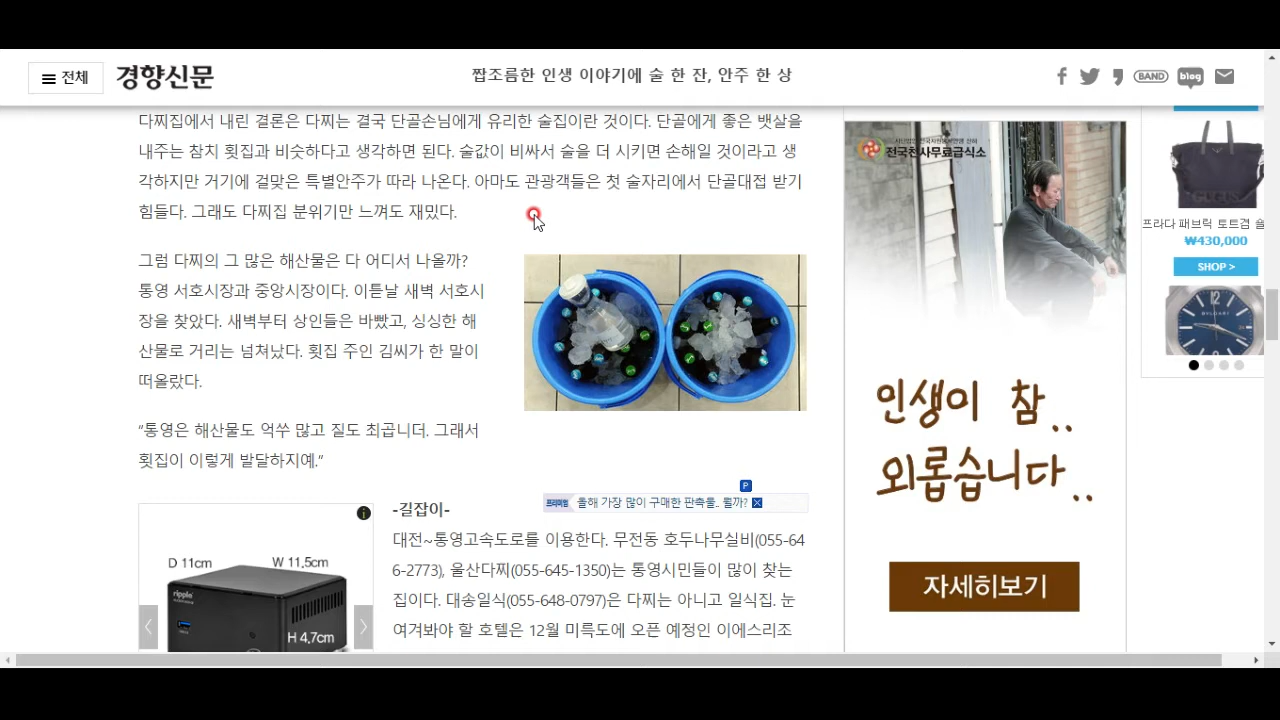 전체
경향신문
짭조름한 인생 이야기에 술 한 잔, 안주 한 상
BAND
blog
다찌집에서 내린 결론은 다찌는 결국 단골손님에게 유리한 술집이란 것이다. 단골에게 좋은 뱃살을
내주는 참치 횟집과 비슷하다고 생각하면 된다. 술값이 비싸서 술을 더 시키면 손해일 것이라고 생
각하지만 거기에 걸맞은 특별안주가 따라 나온다. 아마도 관광객들은 첫 술자리에서 단골대접 받기
힘들다. 그래도 다찌집 분위기만 느껴도 재밌다.
그럼 다찌의 그 많은 해산물은 다 어디서 나올까?
통영 서호시장과 중앙시장이다. 이튿날 새벽 서호시
장을 찾았다. 새벽부터 상인들은 바빴고, 싱싱한 해
산물로 거리는 넘쳐났다. 횟집 주인 김씨가 한 말이
떠올랐다.
“통영은 해산물도 억쑤 많고 질도 최곱니더. 그래서
횟집이 이렇게 발달하지예.”
P
프리미엄 올해 가장 많이 구매한 판촉물.. 뭘까?
-길잡이-
대전~통영고속도로를 이용한다. 무전동 호두나무실비(055-64
6-2773), 울산다찌(055-645-1350)는 통영시민들이 많이 찾는
집이다. 대송일식(055-648-0797)은 다찌는 아니고 일식집. 눈
여겨봐야 할 호텔은 12월 미륵도에 오픈 예정인 이에스리조
D 11cm
W 11,5cm
ripple
H 4,7cm
전국천사무료급식소
인생이 참..
외롭습니다..
자세히보기
GUGUS
프라다 패브릭 토트겸 숄
₩430,000
SHOP >
BVLGARI